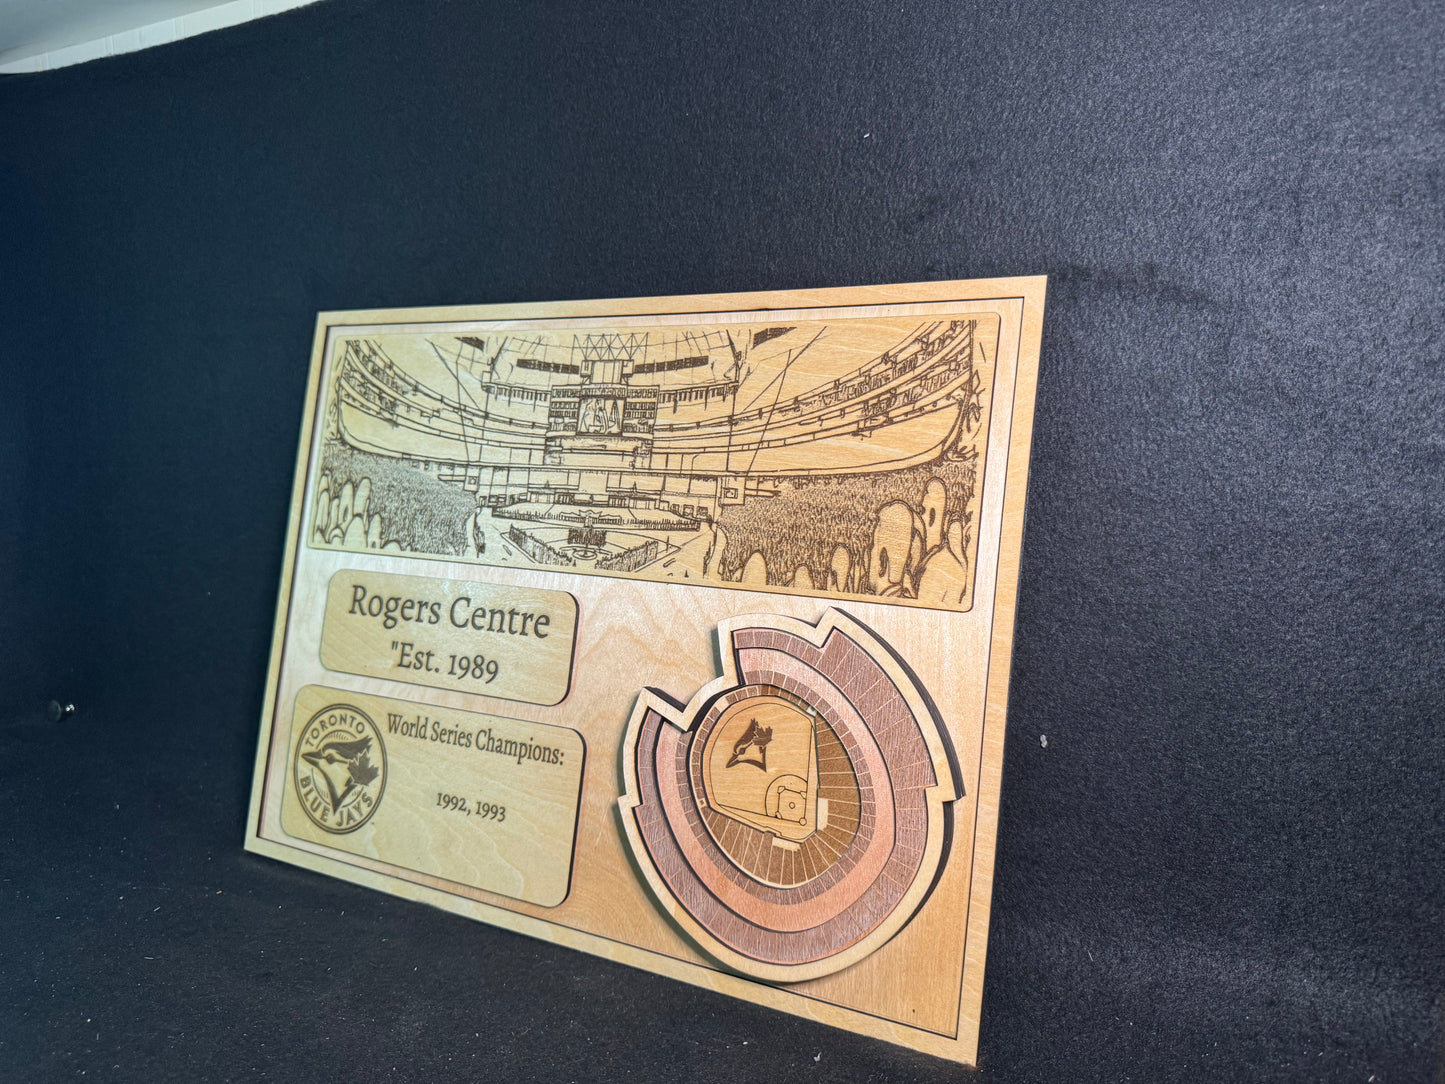 Rogers Centre
"Est. 1989
World Series Champions:
1992, 1993
TORONTO
BLUE JAYS